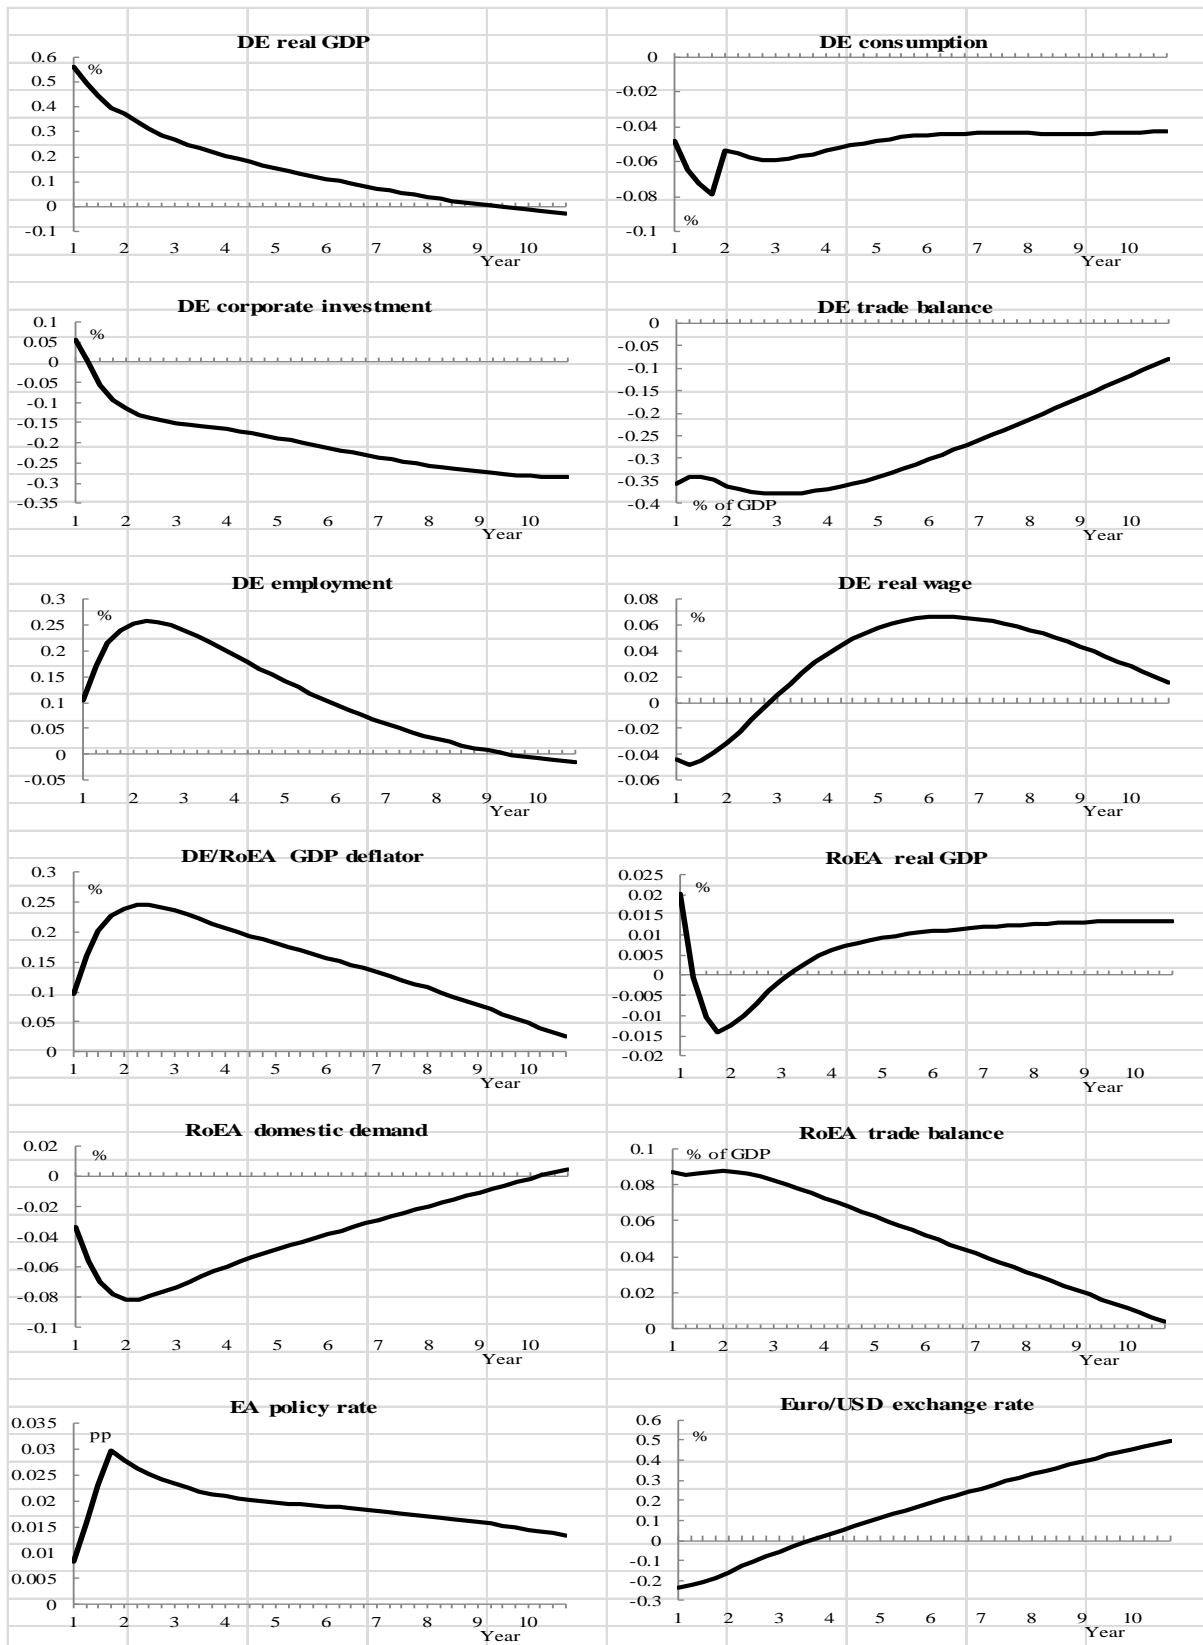 DE real GDP
0.6
%
0.5
0.4
0.3
0.2
0.1
0
-0.1
1 2 3 4 5 6 7 8 9 10
Year
DE consumption
0
-0.02
-0.04
-0.06
-0.08
%
-0.1
1 2 3 4 5 6 7 8 9 10
Year
DE corporate investment
0.1
%
0.05
0
-0.05
-0.1
-0.15
-0.2
-0.25
-0.3
-0.35
1 2 3 4 5 6 7 8 9 10
Year
DE trade balance
0
-0.05
-0.1
-0.15
-0.2
-0.25
-0.3
-0.35
-0.4
% of GDP
1 2 3 4 5 6 7 8 9 10
Year
DE employment
0.3
%
0.25
0.2
0.15
0.1
0.05
0
-0.05
1 2 3 4 5 6 7 8 9 10
Year
DE real wage
0.08
%
0.06
0.04
0.02
0
-0.02
-0.04
-0.06
1 2 3 4 5 6 7 8 9 10
Year
DE/RoEA GDP deflator
0.3
%
0.25
0.2
0.15
0.1
0.05
0
1 2 3 4 5 6 7 8 9 10
Year
RoEA real GDP
0.025
%
0.02
0.015
0.01
0.005
0
-0.005
-0.01
-0.015
-0.02
1 2 3 4 5 6 7 8 9 10
Year
RoEA domestic demand
0.02
%
0
-0.02
-0.04
-0.06
-0.08
-0.1
1 2 3 4 5 6 7 8 9 10
Year
RoEA trade balance
0.1
% of GDP
0.08
0.06
0.04
0.02
0
1 2 3 4 5 6 7 8 9 10
Year
EA policy rate
0.035
pp
0.03
0.025
0.02
0.015
0.01
0.005
0
1 2 3 4 5 6 7 8 9 10
Year
Euro/USD exchange rate
0.6
%
0.5
0.4
0.3
0.2
0.1
0
-0.1
-0.2
-0.3
1 2 3 4 5 6 7 8 9 10
Year